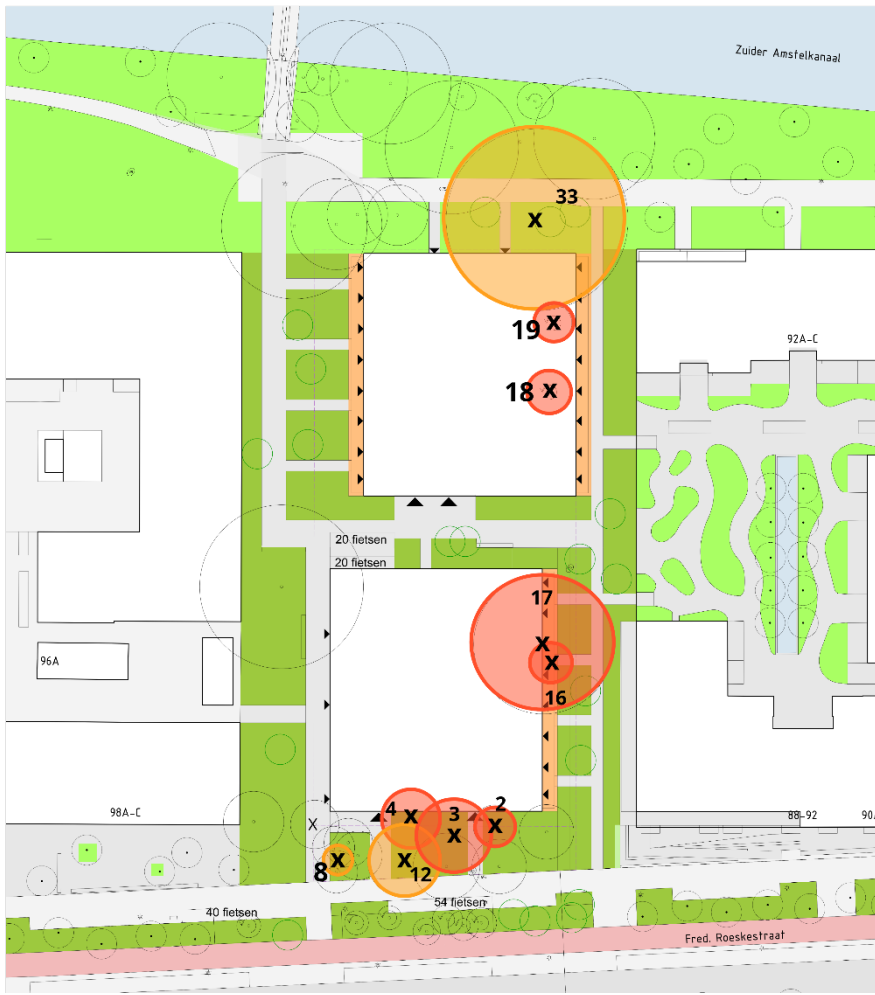 Zuider Amstelkanaal
33
x
19 x
92A-C
18 x
20 fietsen
20 fietsen
17
x
x
96A
16
98A-C
4 x
3
x
2
x
88-92
90A
X
8 x
x
12
40 fietsen
54 fietsen
Fred. Roeskestraat